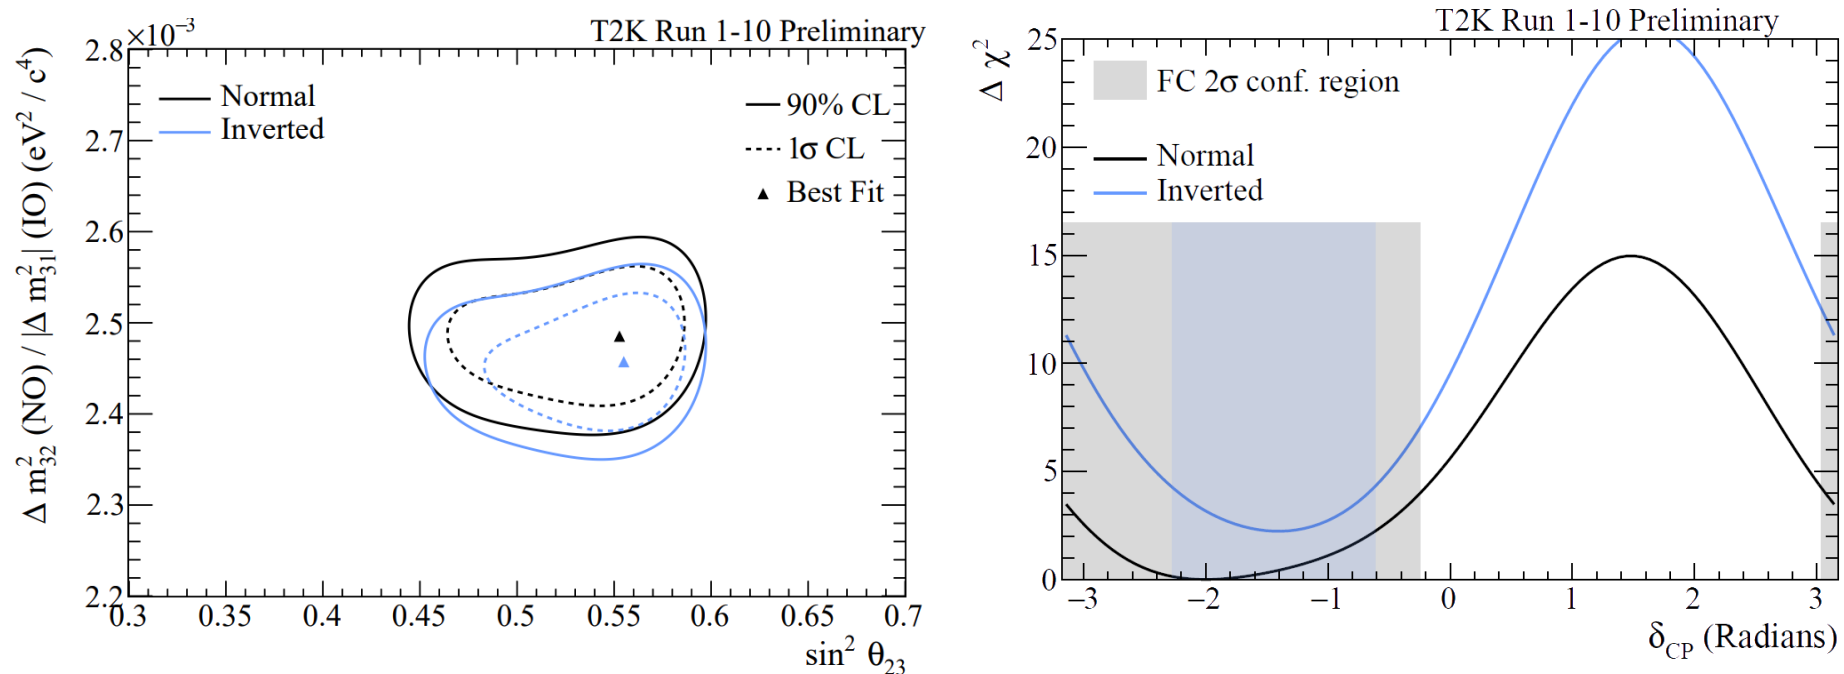 T2K Run 1-10 Preliminary
×10⁻³
Δ m²₃₂ (NO) / |Δ m²₃₁| (IO) (eV² / c⁴)
Normal
Inverted
90% CL
1σ CL
Best Fit
2.8
2.7
2.6
2.5
2.4
2.3
2.2
0.3 0.35 0.4 0.45 0.5 0.55 0.6 0.65 0.7
sin² θ₂₃
T2K Run 1-10 Preliminary
Δ χ²
FC 2σ conf. region
Normal
Inverted
25
20
15
10
5
0
−3 −2 −1 0 1 2 3
δ_CP (Radians)